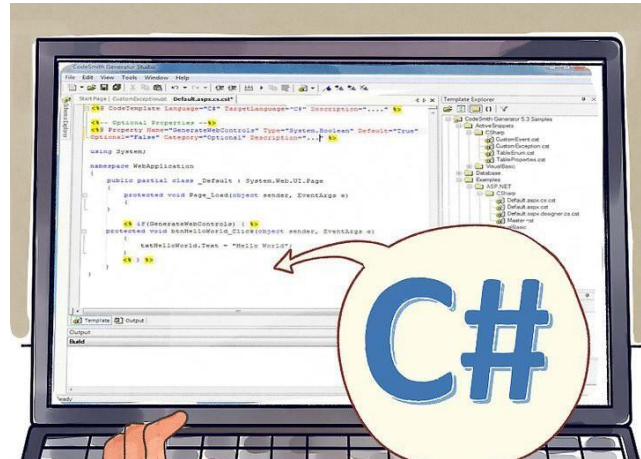 CodeSmith Generator Studio
File Edit View Tools Window Help
Start Page CustomException.cst Default.aspx.cs.cst*
Template Explorer
<%@ CodeTemplate Language="C#" TargetLanguage="C#" Description="...." %>
<%-- Optional Properties --%>
<%@ Property Name="GenerateWebControls" Type="System.Boolean" Default="True"
Optional="False" Category="Optional" Description="..." %>
using System;
namespace WebApplication
{
public partial class _Default : System.Web.UI.Page
{
protected void Page_Load(object sender, EventArgs e)
{
}
<% if(GenerateWebControls) { %>
protected void btnHelloWorld_Click(object sender, EventArgs e)
{
txtHelloWorld.Text = "Hello World";
}
<% } %>
}
}
CodeSmith Generator 5.3 Samples
ActiveSnippets
CSharp
CustomEvent.cst
CustomException.cst
TableEnum.cst
TableProperties.cst
VisualBasic
Database
Examples
ASP.NET
CSharp
Default.aspx.cst
Default.aspx.cs.cst
Default.aspx.designer.cs.cst
Master.cst
VisualBasic
Template Output
Output
Build
Ready
C#